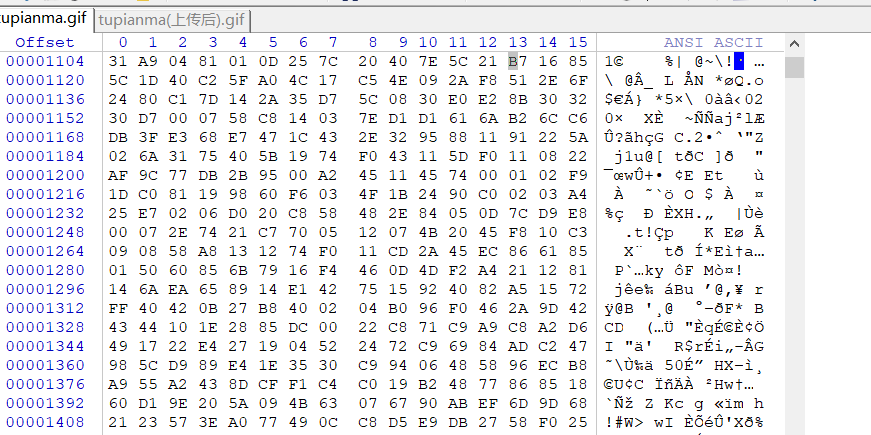 tupianma.gif tupianma(上传后).gif
Offset 0 1 2 3 4 5 6 7 8 9 10 11 12 13 14 15 ANSI ASCII
00001104 31 A9 04 81 01 0D 25 7C 20 40 7E 5C 21 B7 16 85 1© %| @~\!· …
00001120 5C 1D 40 C2 5F A0 4C 17 C5 4E 09 2A F8 51 2E 6F \ @Â_ L ÅN *øQ.o
00001136 24 80 C1 7D 14 2A 35 D7 5C 08 30 E0 E2 8B 30 32 $€Á} *5×\ 0àâ‹02
00001152 30 D7 00 07 58 C8 14 03 7E D1 D1 61 6A B2 6C C6 0× XÈ ~ÑÑaj²lÆ
00001168 DB 3F E3 68 E7 47 1C 43 2E 32 95 88 11 91 22 5A Û?ãhçG C.2•ˆ ‘"Z
00001184 02 6A 31 75 40 5B 19 74 F0 43 11 5D F0 11 08 22 j1u@[ tðC ]ð "
00001200 AF 9C 77 DB 2B 95 00 A2 45 11 45 74 00 01 02 F9 ¯œwÛ+• ¢E Et ù
00001216 1D C0 81 19 98 60 F6 03 4F 1B 24 90 C0 02 03 A4 À ˜`ö O $ À ¤
00001232 25 E7 02 06 D0 20 C8 58 48 2E 84 05 0D 7C D9 E8 %ç Ð ÈXH.„ |Ùè
00001248 00 07 2E 74 21 C7 70 05 12 07 4B 20 45 F8 10 C3 .t!Çp K Eø Ã
00001264 09 08 58 A8 13 12 74 F0 11 CD 2A 45 EC 86 61 85 X¨ tð Í*Eì†a…
00001280 01 50 60 85 6B 79 16 F4 46 0D 4D F2 A4 21 12 81 P`…ky ôF Mò¤!
00001296 14 6A EA 65 89 14 E1 42 75 15 92 40 82 A5 15 72 jêe‰ áBu ’@‚¥ r
00001312 FF 40 42 0B 27 B8 40 02 04 B0 96 F0 46 2A 9D 42 ÿ@B '¸@ °–ðF* B
00001328 43 44 10 1E 28 85 DC 00 22 C8 71 C9 A9 C8 A2 D6 CD (…Ü "ÈqÉ©È¢Ö
00001344 49 17 22 E4 27 19 04 52 24 72 C9 69 84 AD C2 47 I "ä' R$rÉi„-ÂG
00001360 98 5C D9 89 E4 1E 35 30 C9 94 06 48 58 96 EC B8 ˜\Ù‰ä 50É” HX–ì¸
00001376 A9 55 A2 43 8D CF F1 C4 C0 19 B2 48 77 86 85 18 ©U¢C ÏñÄÀ ²Hw†…
00001392 60 D1 9E 20 5A 09 4B 63 07 67 90 AB EF 6D 9D 68 `Ñž Z Kc g «ïm h
00001408 21 23 57 3E A0 77 49 0C C8 D5 E9 DB 27 58 F0 25 !#W> wI ÈÕéÛ'Xð%